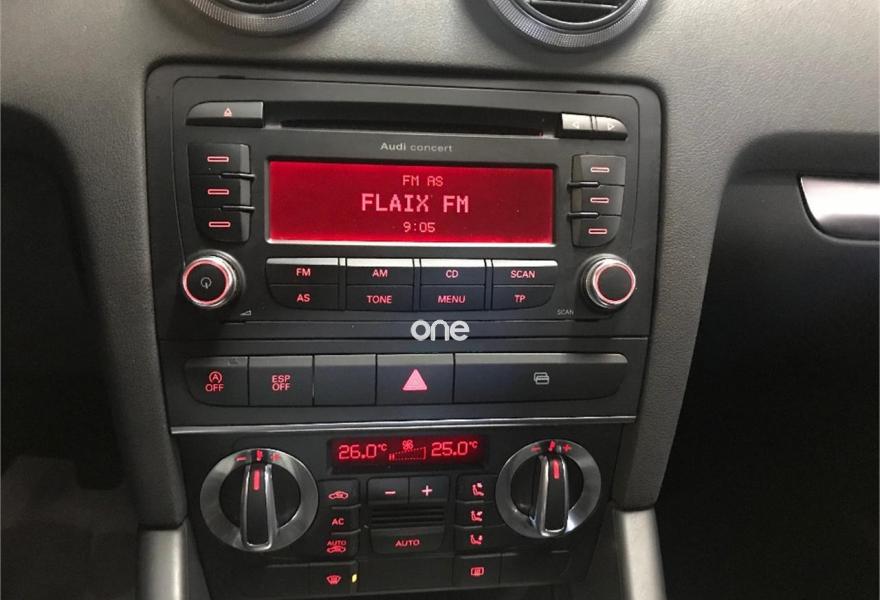 Audi concert
FM AS
FLAIX FM
9:05
FM AM CD SCAN
AS TONE MENU TP
SCAN
one
A OFF ESP OFF
26.0°C 25.0°C
- + - +
- +
AC
AUTO AUTO